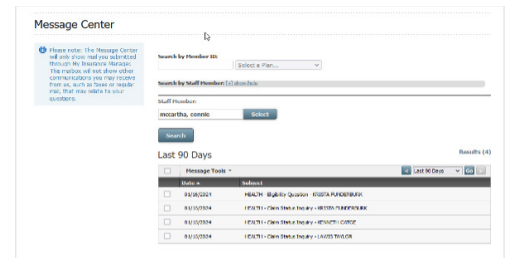 Message Center
Please note: The Message Center
will only show mail you submitted
through My Insurance Manager.
The mailbox will not show other
communications you may receive
from us, such as faxes or regular
mail, that may relate to your
questions.
Search by Member ID:
Select a Plan...
Search by Staff Member: [+] show/hide
Staff Member:
mccartha, connie
Select
Search
Last 90 Days
Results (4)
Message Tools
Last 90 Days
Go
Date
Subject
HEALTH - Eligibility Question - KRISTA FUNDERBURK
HEALTH - Claim Status Inquiry - KRISTA FUNDERBURK
HEALTH - Claim Status Inquiry - KENNETH
HEALTH - Claim Status Inquiry - TAYLOR